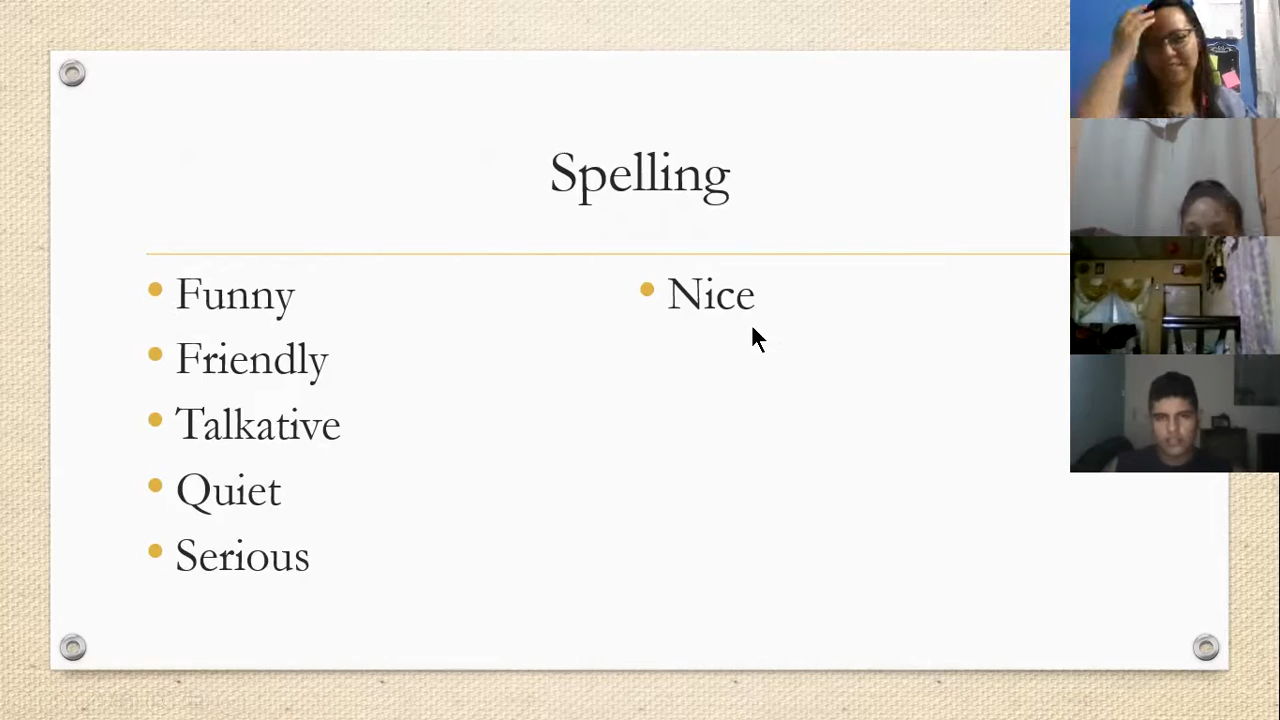 Spelling
Funny
Friendly
Talkative
Quiet
Serious
Nice